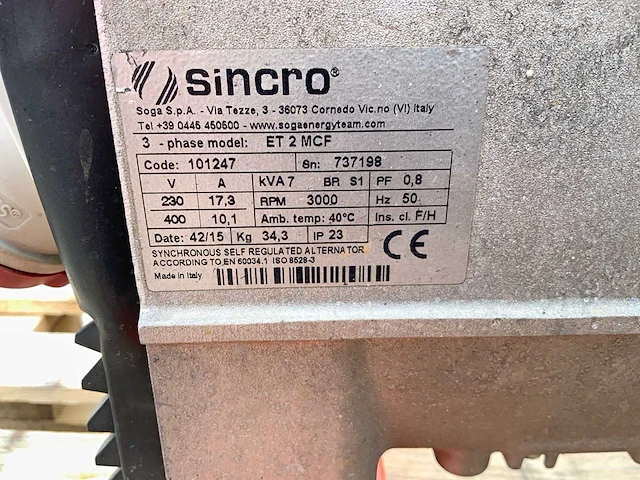 sincro®
Soga S.p.A. - Via Tezze, 3 - 36073 Cornedo Vic.no (VI) Italy
Tel +39 0445 450500 - www.sogaenergyteam.com
3 - phase model: ET 2 MCF
Code: 101247 Sn: 737198
V A kVA 7 BR S1 PF 0,8
230 17,3 RPM 3000 Hz 50
400 10,1 Amb. temp: 40°C Ins. cl. F/H
Date: 42/15 Kg 34,3 IP 23 CE
SYNCHRONOUS SELF REGULATED ALTERNATOR
ACCORDING TO EN 60034.1 ISO 8528-3
Made in Italy